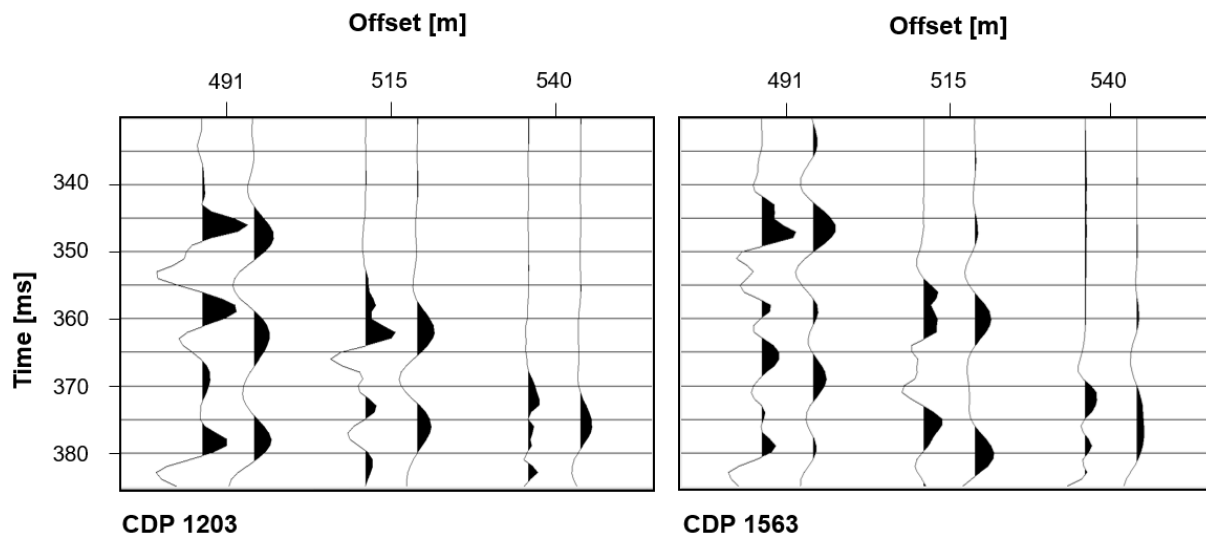 Offset [m]
Offset [m]
491 515 540
491 515 540
Time [ms]
340
350
360
370
380
CDP 1203
CDP 1563